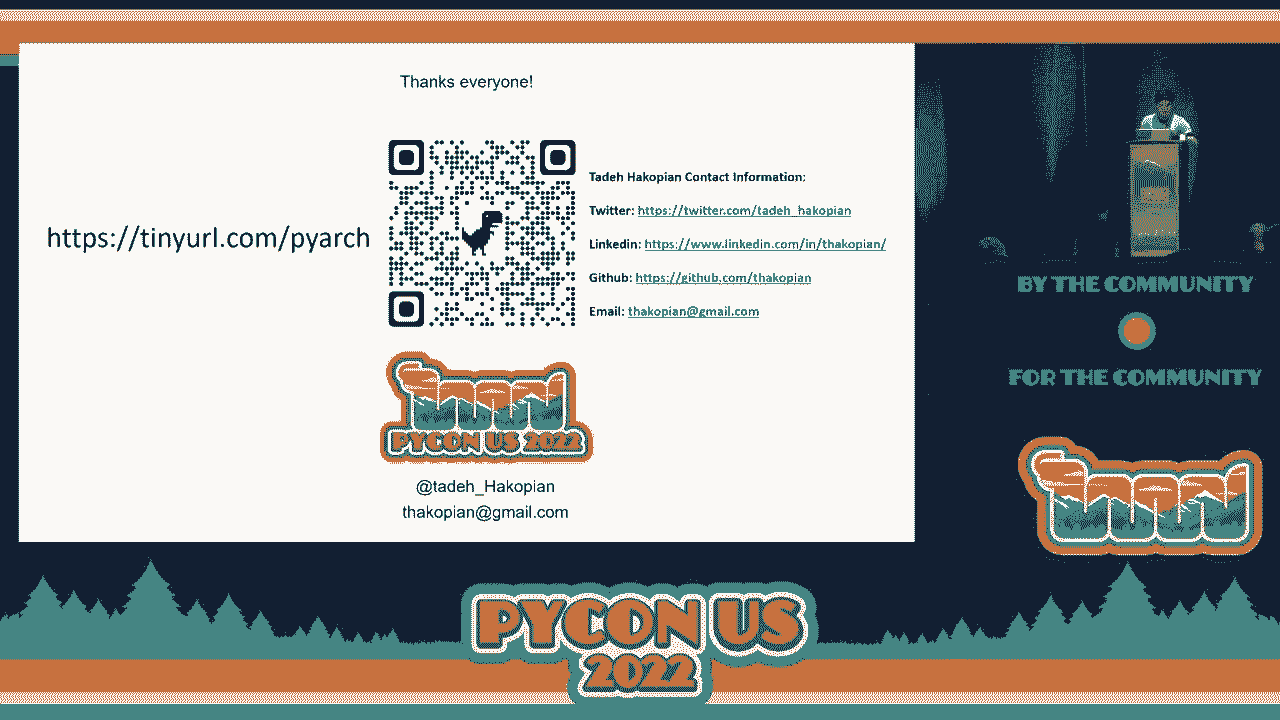 Thanks everyone!
https://tinyurl.com/pyarch
Tadeh Hakopian Contact Information:
Twitter: https://twitter.com/tadeh_hakopian
Linkedin: https://www.linkedin.com/in/thakopian/
Github: https://github.com/thakopian
Email: thakopian@gmail.com
PYCON US 2022
@tadeh_Hakopian
thakopian@gmail.com
BY THE COMMUNITY
FOR THE COMMUNITY
PYCON US
2022